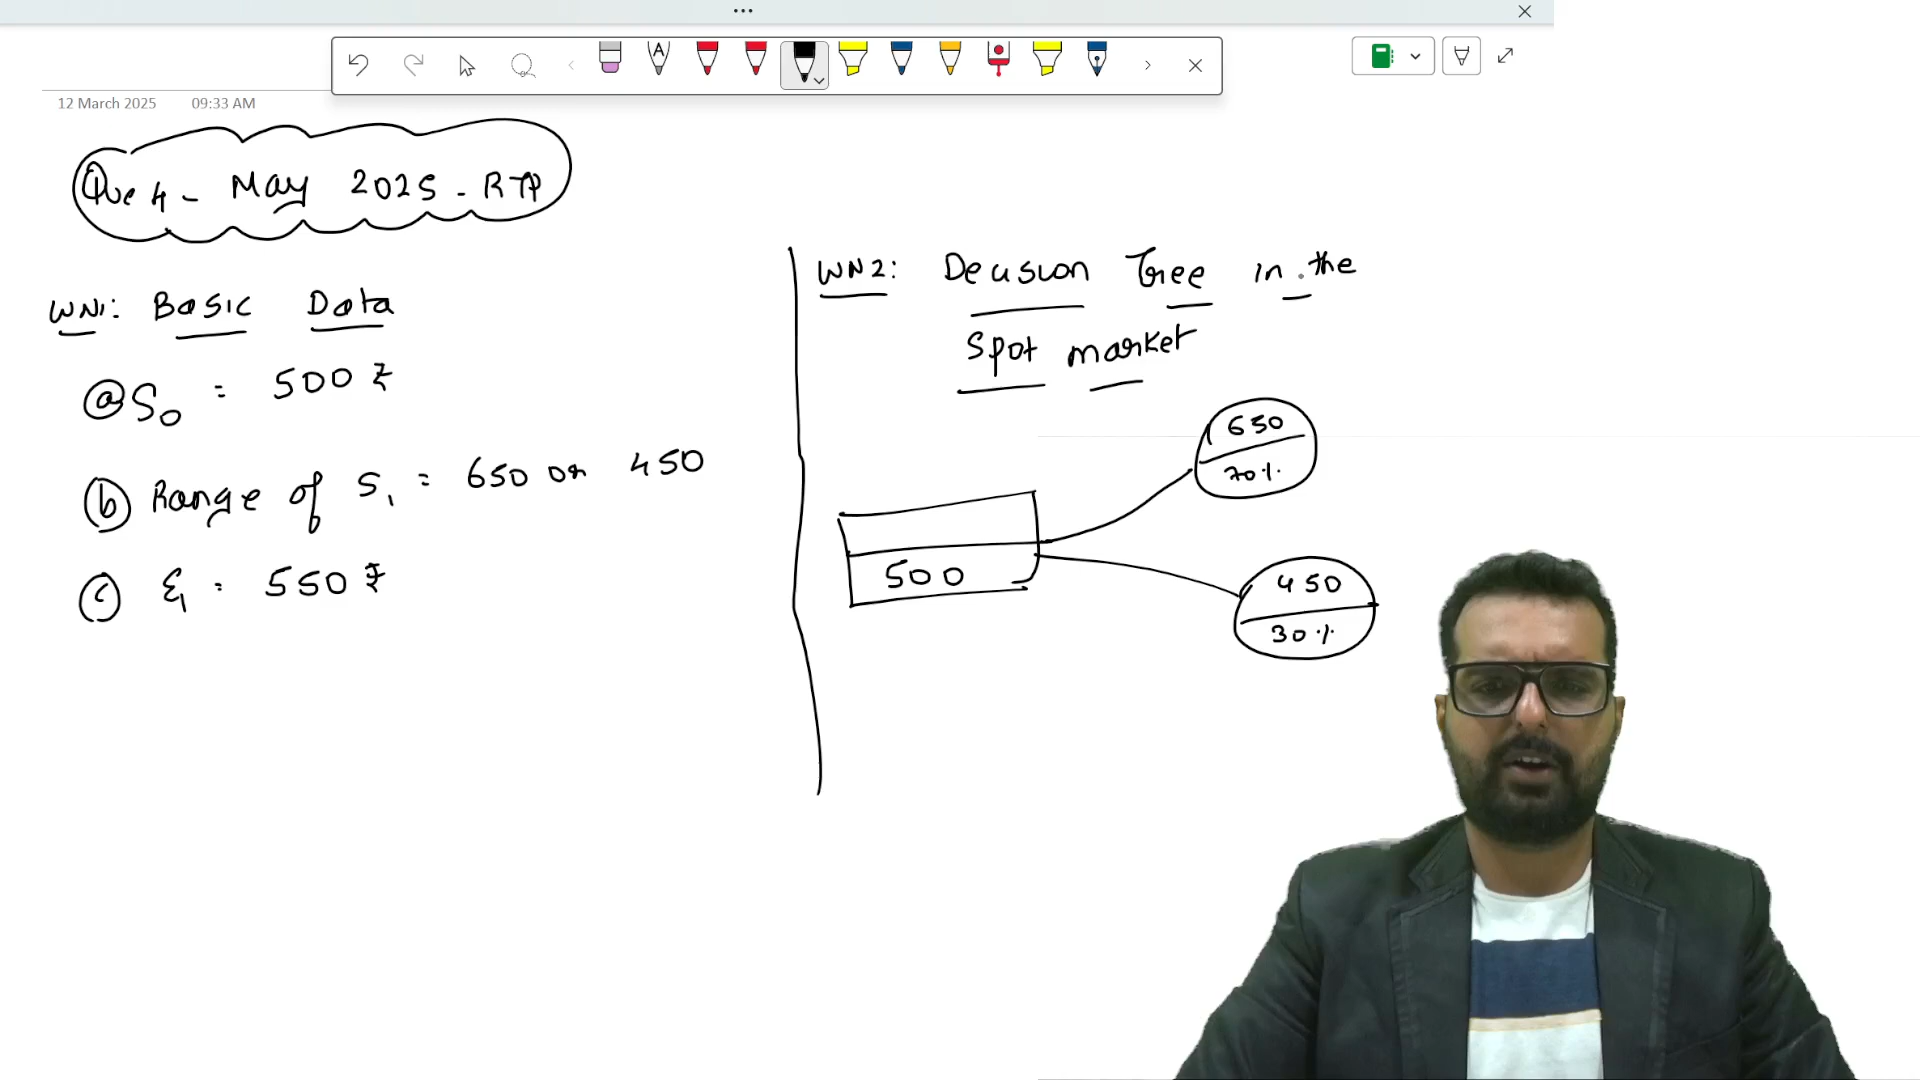 12 March 2025 09:33 AM
Que 4 - May 2025 - RTP
WN1: Basic Data
(a) S0 = 500 ₹
(b) Range of S1 = 650 or 450
(c) E1 = 550 ₹
WN2: Decision Tree in the
Spot market
650
70%
500
450
30%